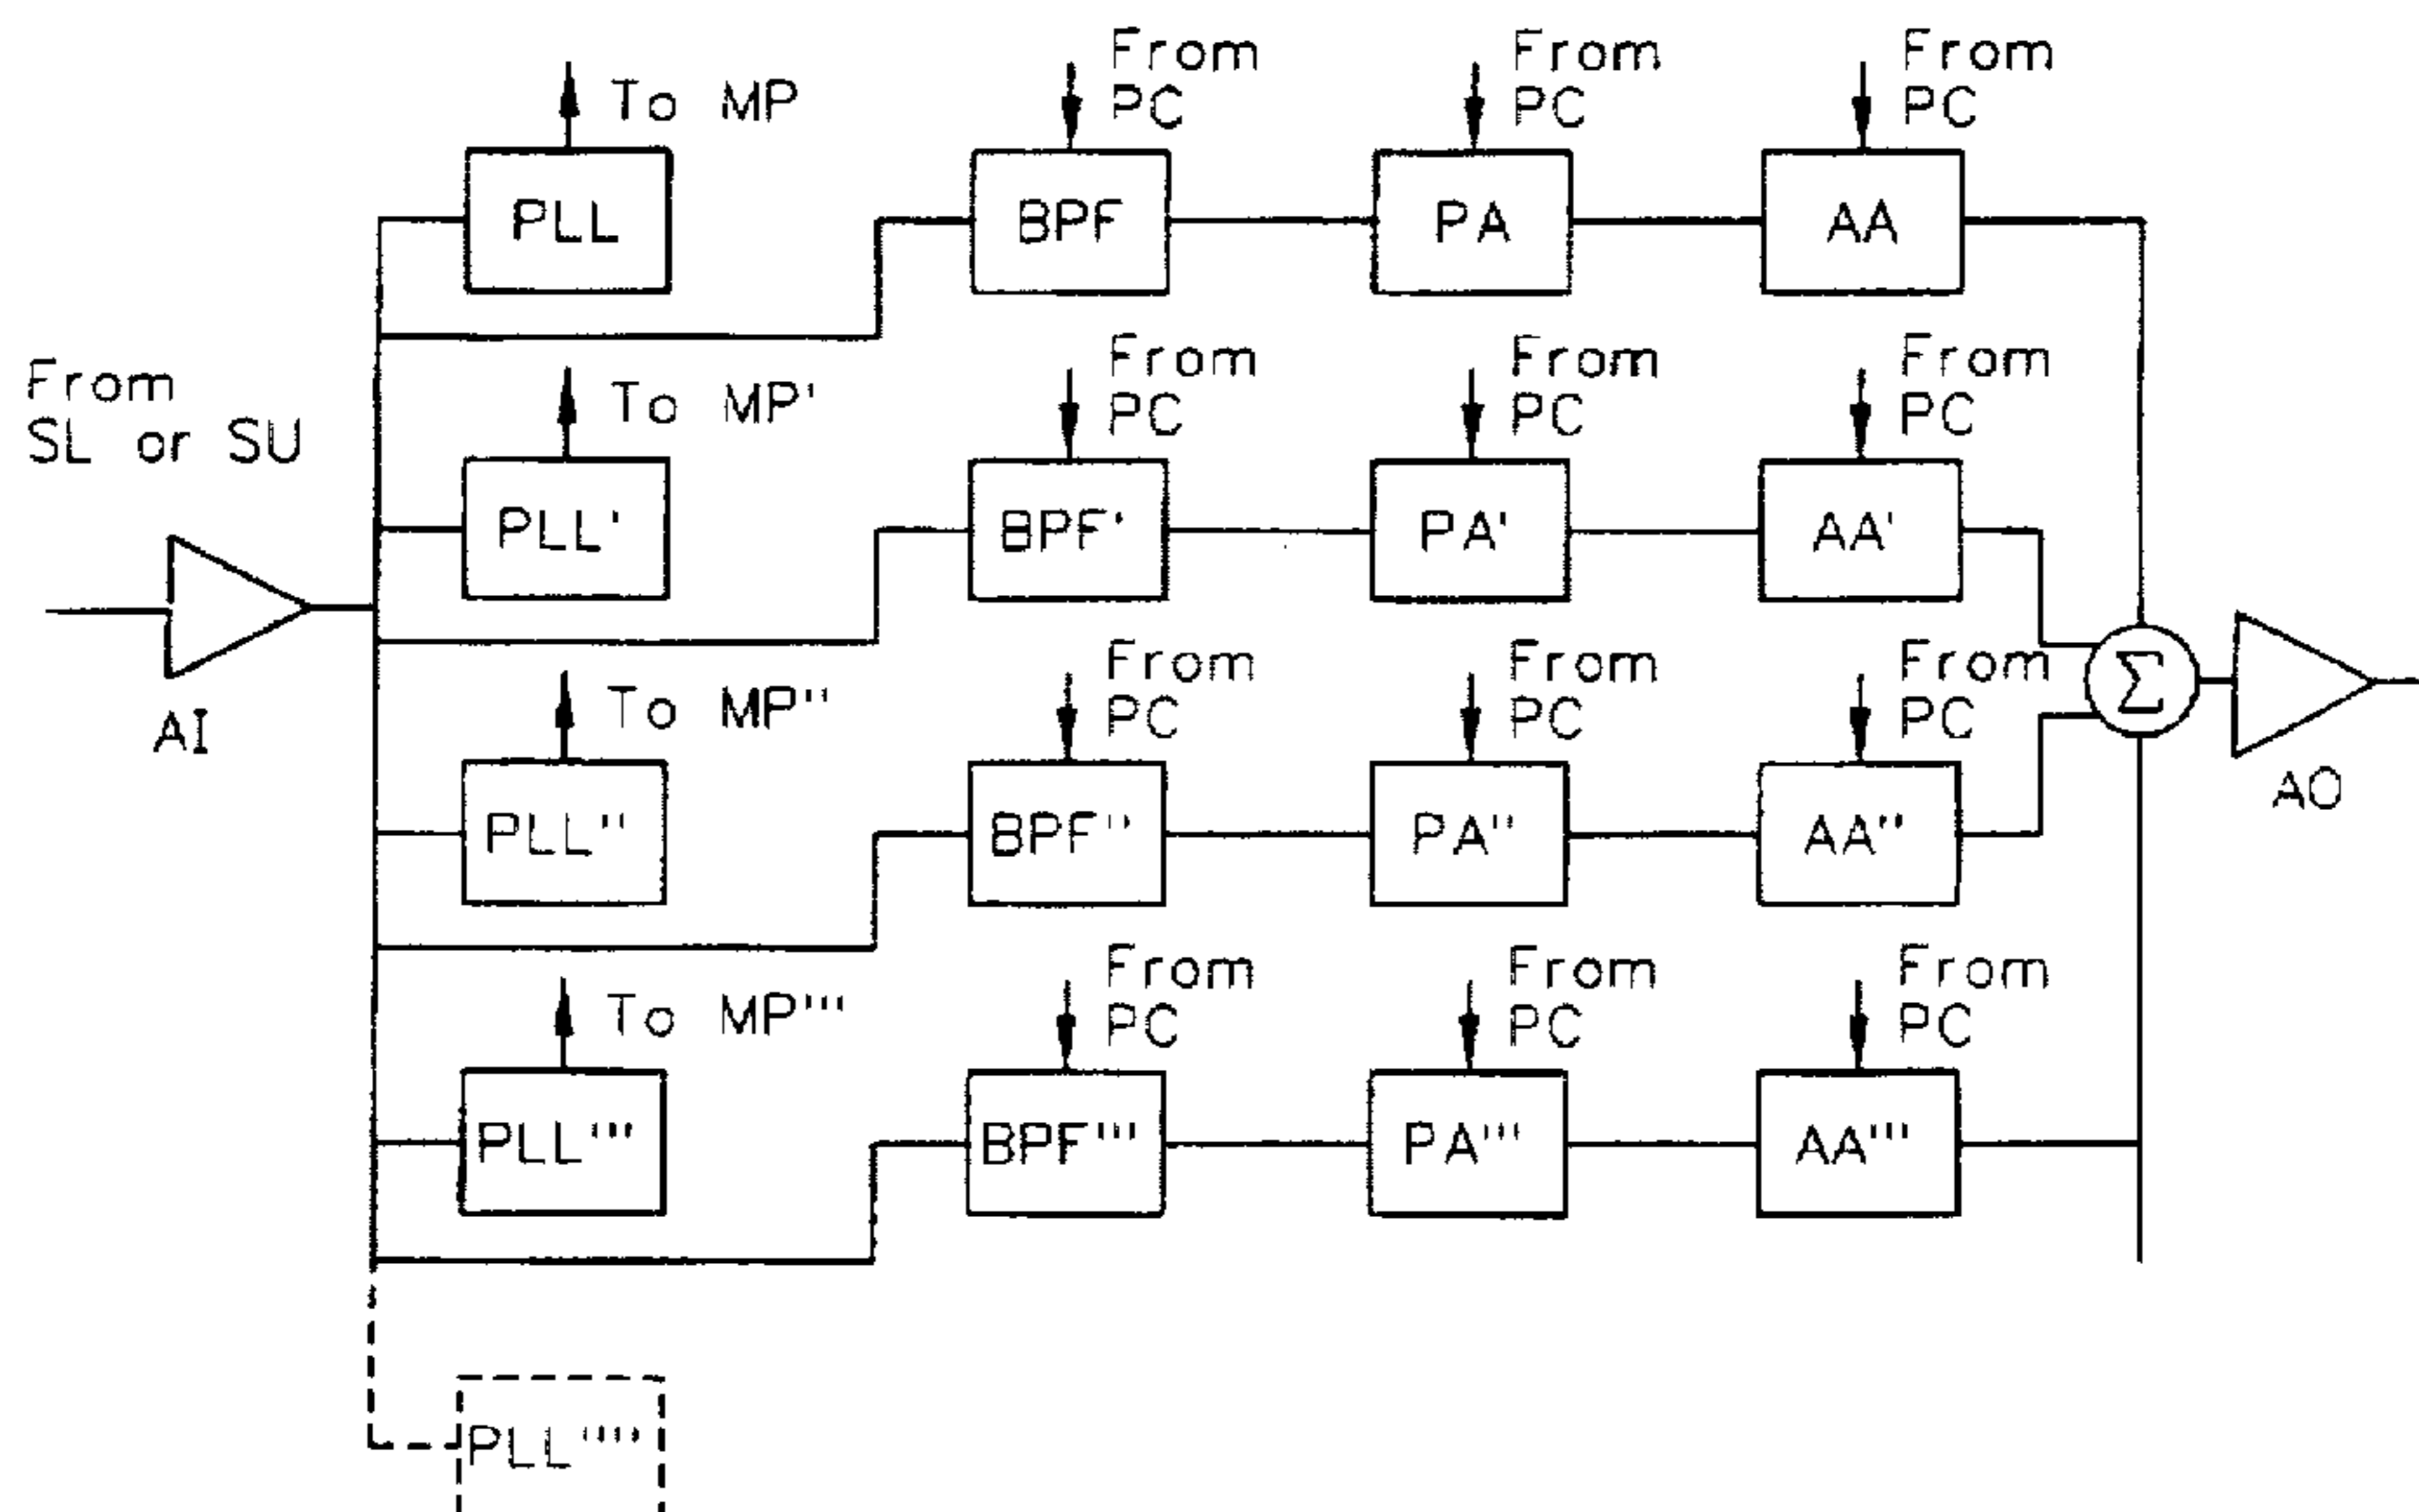 From
PC
From
PC
From
PC
To MP
PLL
BPF
PA
AA
From
SL or SU
To MP'
From
PC
From
PC
From
PC
PLL'
BPF'
PA'
AA'
AI
To MP"
From
PC
From
PC
From
PC
Σ
AO
PLL"
BPF"
PA"
AA"
To MP"'
From
PC
From
PC
From
PC
PLL"'
BPF"'
PA"'
AA"'
PLL""